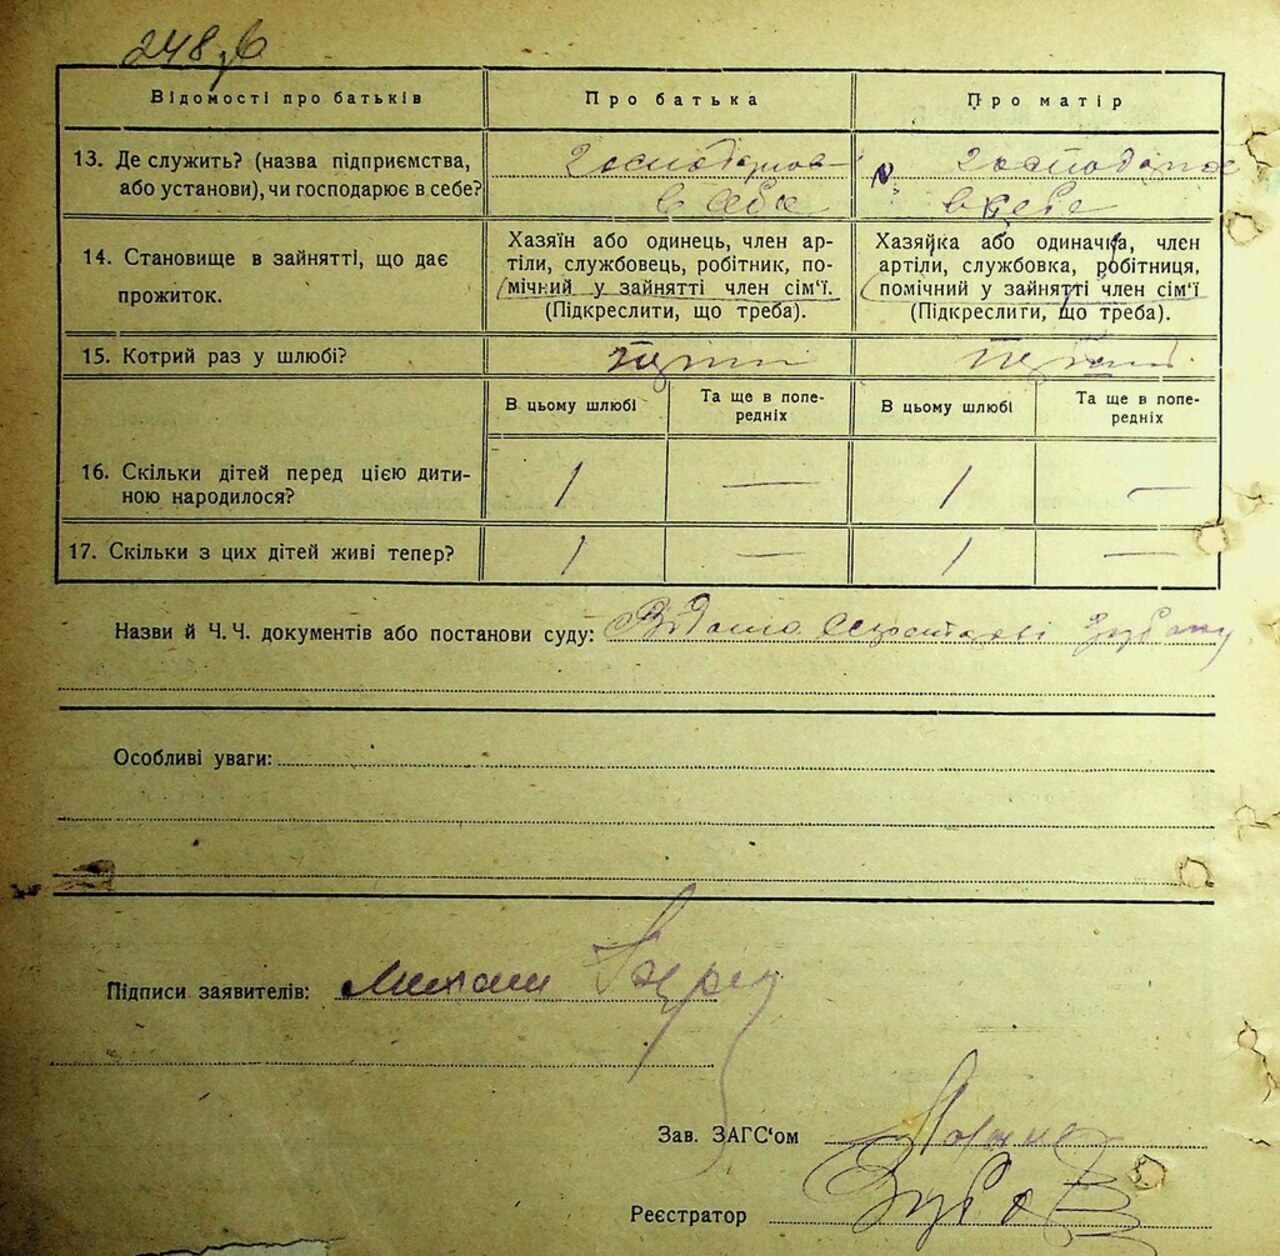 248 зв
Відомості про батьків
Про батька
Про матір
13. Де служить? (назва підприємства, або установи), чи господарює в себе?
господарює
в себе
господарює
в себе
14. Становище в зайнятті, що дає прожиток.
Хазяїн або одинець, член ар-
тіли, службовець, робітник, по-
мічний у зайнятті член сім'ї.
(Підкреслити, що треба).
Хазяйка або одиначка, член
артіли, службовка, робітниця,
помічний у зайнятті член сім'ї
(Підкреслити, що треба).
15. Котрий раз у шлюбі?
перший
перший
В цьому шлюбі
Та ще в попе-
редніх
В цьому шлюбі
Та ще в попе-
редніх
16. Скільки дітей перед цією дити-
ною народилося?
1
—
1
—
17. Скільки з цих дітей живі тепер?
1
—
1
—
Назви й Ч.Ч. документів або постанови суду: Відомо секретарові
Особливі уваги:
Підписи заявителів:
Зав. ЗАГС'ом
Реєстратор